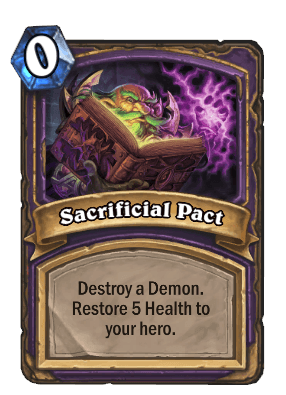 0
Sacrificial Pact
Destroy a Demon.
Restore 5 Health to
your hero.